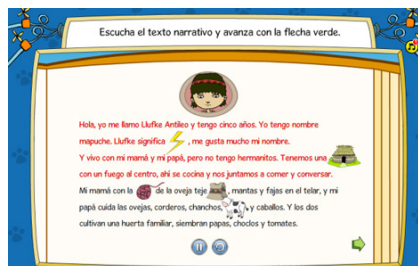 Escucha el texto narrativo y avanza con la flecha verde.
Hola, yo me llamo Llufke Antileo y tengo cinco años. Yo tengo nombre
mapuche. Llufke significa , me gusta mucho mi nombre.
Y vivo con mi mamá y mi papá, pero no tengo hermanitos. Tenemos una
con un fuego al centro, ahí se cocina y nos juntamos a comer y conversar.
Mi mamá con la de la oveja teje , mantas y fajas en el telar, y mi
papá cuida las ovejas, corderos, chanchos, y caballos. Y los dos
cultivan una huerta familiar, siembran papas, choclos y tomates.